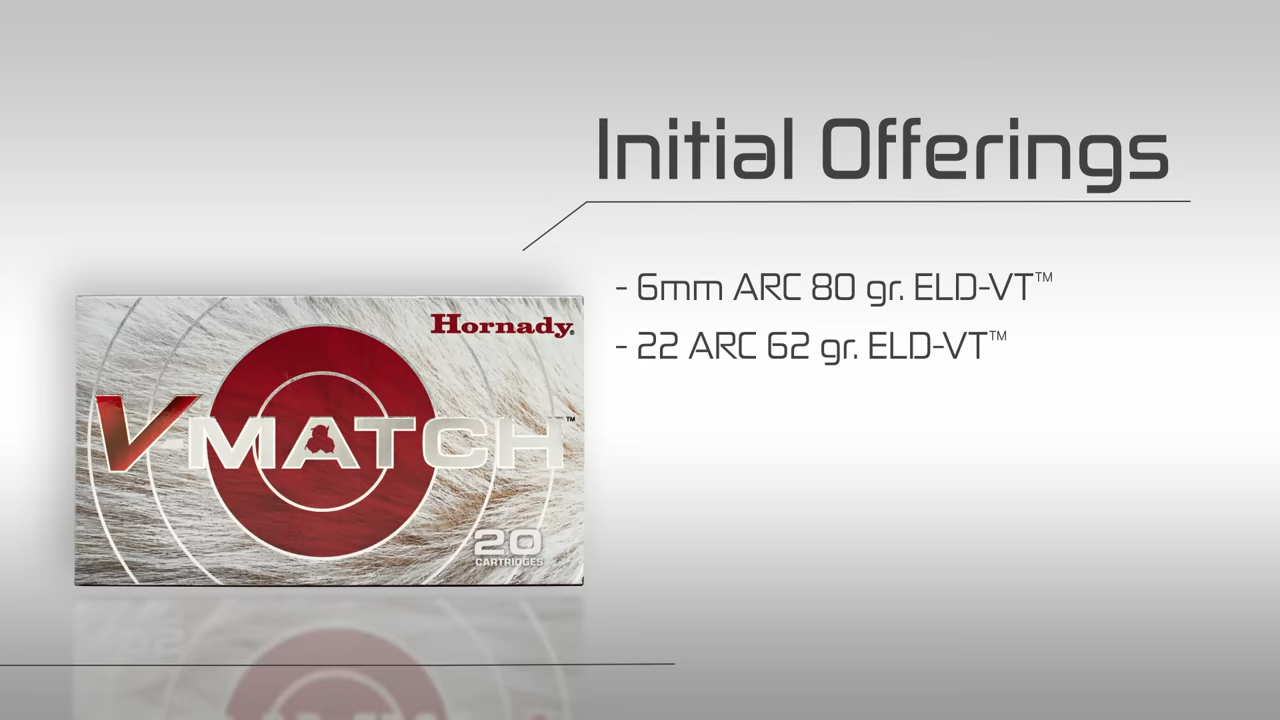 Initial Offerings
- 6mm ARC 80 gr. ELD-VT™
- 22 ARC 62 gr. ELD-VT™
Hornady®
V MATCH™
20
CARTRIDGES